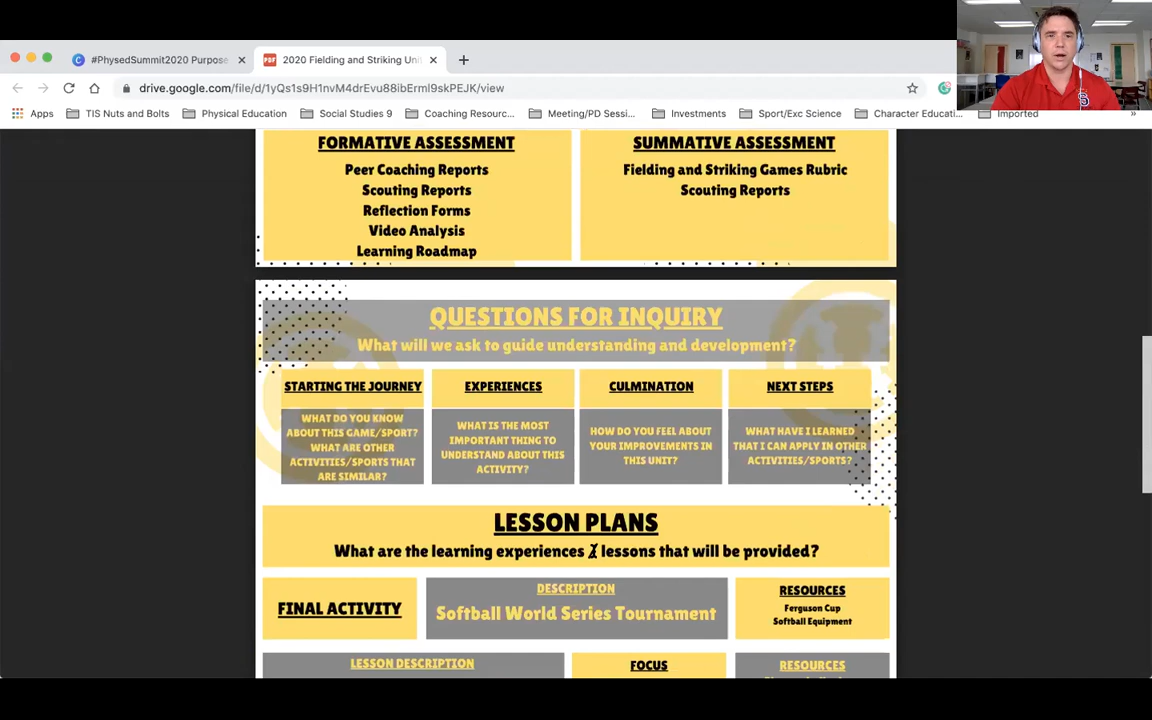 #PhysedSummit2020 Purpose
2020 Fielding and Striking Uni
drive.google.com/file/d/1yQs1s9H1nvM4drEvu88ibErml9skPEJK/view
Apps
TIS Nuts and Bolts
Physical Education
Social Studies 9
Coaching Resourc...
Meeting/PD Sessi...
Investments
Sport/Exc Science
Character Educati...
Imported
»
FORMATIVE ASSESSMENT
Peer Coaching Reports
Scouting Reports
Reflection Forms
Video Analysis
Learning Roadmap
SUMMATIVE ASSESSMENT
Fielding and Striking Games Rubric
Scouting Reports
QUESTIONS FOR INQUIRY
What will we ask to guide understanding and development?
STARTING THE JOURNEY
WHAT DO YOU KNOW
ABOUT THIS GAME/SPORT?
WHAT ARE OTHER
ACTIVITIES/SPORTS THAT
ARE SIMILAR?
EXPERIENCES
WHAT IS THE MOST
IMPORTANT THING TO
UNDERSTAND ABOUT THIS
ACTIVITY?
CULMINATION
HOW DO YOU FEEL ABOUT
YOUR IMPROVEMENTS IN
THIS UNIT?
NEXT STEPS
WHAT HAVE I LEARNED
THAT I CAN APPLY IN OTHER
ACTIVITIES/SPORTS?
LESSON PLANS
What are the learning experiences / lessons that will be provided?
FINAL ACTIVITY
DESCRIPTION
Softball World Series Tournament
RESOURCES
Ferguson Cup
Softball Equipment
LESSON DESCRIPTION
FOCUS
RESOURCES